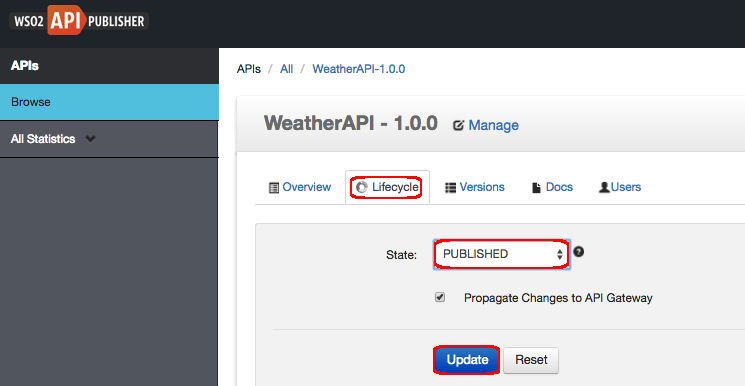 WSO2 API PUBLISHER
APIs
Browse
All Statistics
APIs / All / WeatherAPI-1.0.0
WeatherAPI - 1.0.0 Manage
Overview Lifecycle Versions Docs Users
State: PUBLISHED ?
Propagate Changes to API Gateway
Update Reset